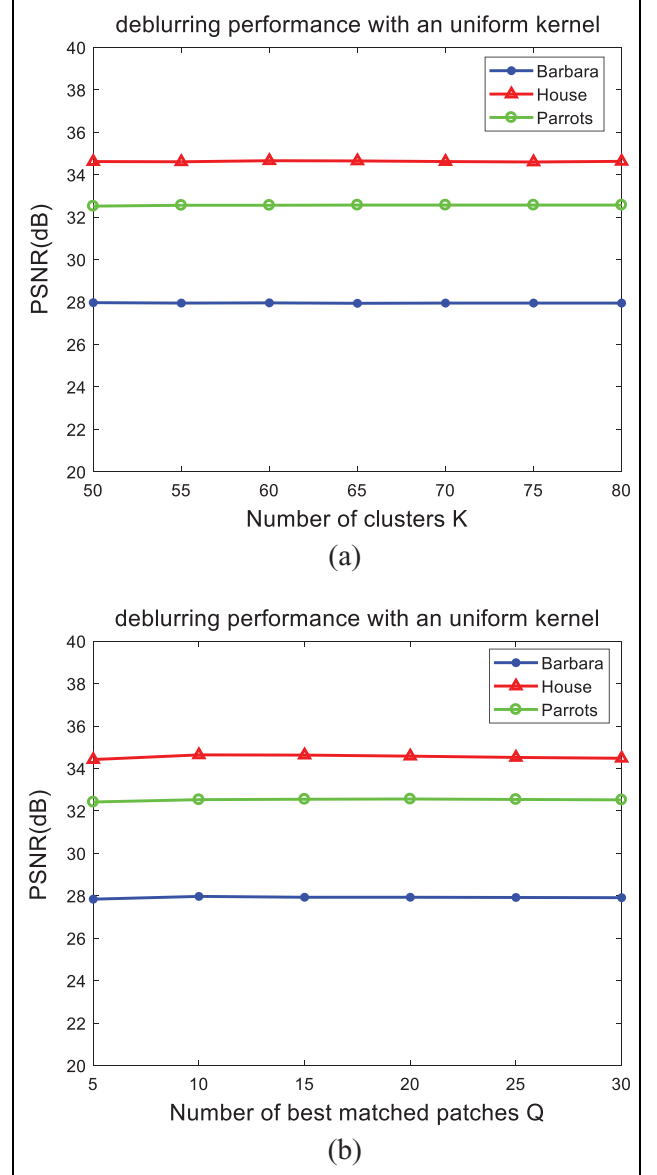 deblurring performance with an uniform kernel
40
38
36
34
32
30
28
26
24
22
20
PSNR(dB)
Barbara
House
Parrots
50 55 60 65 70 75 80
Number of clusters K
(a)
deblurring performance with an uniform kernel
40
38
36
34
32
30
28
26
24
22
20
PSNR(dB)
Barbara
House
Parrots
5 10 15 20 25 30
Number of best matched patches Q
(b)